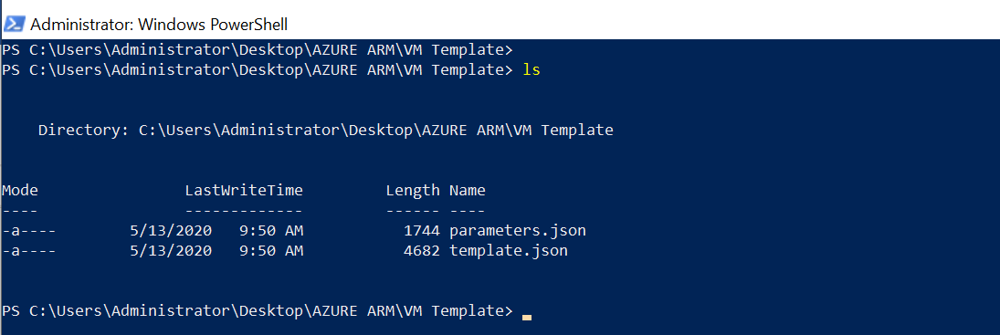 Administrator: Windows PowerShell
PS C:\Users\Administrator\Desktop\AZURE ARM\VM Template>
PS C:\Users\Administrator\Desktop\AZURE ARM\VM Template> ls
Directory: C:\Users\Administrator\Desktop\AZURE ARM\VM Template
Mode LastWriteTime Length Name
---- ------------- ------ ----
-a---- 5/13/2020 9:50 AM 1744 parameters.json
-a---- 5/13/2020 9:50 AM 4682 template.json
PS C:\Users\Administrator\Desktop\AZURE ARM\VM Template>